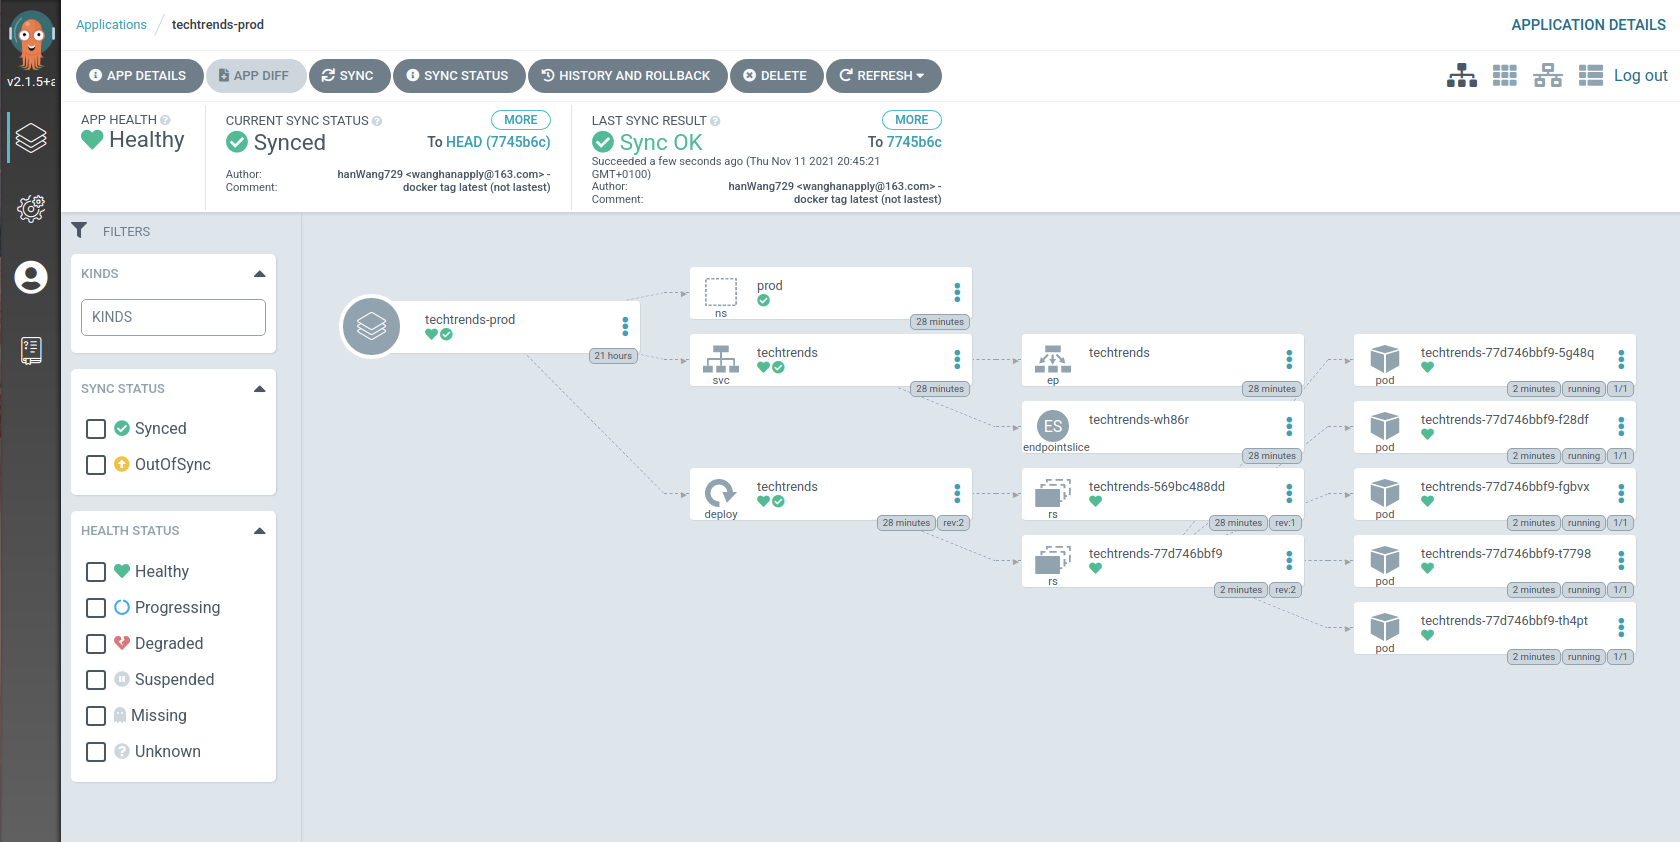 Applications
techtrends-prod
APPLICATION DETAILS
v2.1.5+a
APP DETAILS
APP DIFF
SYNC
SYNC STATUS
HISTORY AND ROLLBACK
DELETE
REFRESH
Log out
APP HEALTH ?
Healthy
CURRENT SYNC STATUS ?
MORE
Synced
To HEAD (7745b6c)
Author: hanWang729 <wanghanapply@163.com> -
Comment: docker tag latest (not lastest)
LAST SYNC RESULT ?
MORE
Sync OK
To 7745b6c
Succeeded a few seconds ago (Thu Nov 11 2021 20:45:21
GMT+0100)
Author: hanWang729 <wanghanapply@163.com> -
Comment: docker tag latest (not lastest)
FILTERS
KINDS
KINDS
SYNC STATUS
Synced
OutOfSync
HEALTH STATUS
Healthy
Progressing
Degraded
Suspended
Missing
? Unknown
techtrends-prod
21 hours
prod
ns
28 minutes
techtrends
svc
28 minutes
techtrends
deploy
28 minutes rev:2
techtrends
ep
28 minutes
ES
techtrends-wh86r
endpointslice
28 minutes
techtrends-569bc488dd
rs
28 minutes rev:1
techtrends-77d746bbf9
rs
2 minutes rev:2
techtrends-77d746bbf9-5g48q
pod
2 minutes running 1/1
techtrends-77d746bbf9-f28df
pod
2 minutes running 1/1
techtrends-77d746bbf9-fgbvx
pod
2 minutes running 1/1
techtrends-77d746bbf9-t7798
pod
2 minutes running 1/1
techtrends-77d746bbf9-th4pt
pod
2 minutes running 1/1